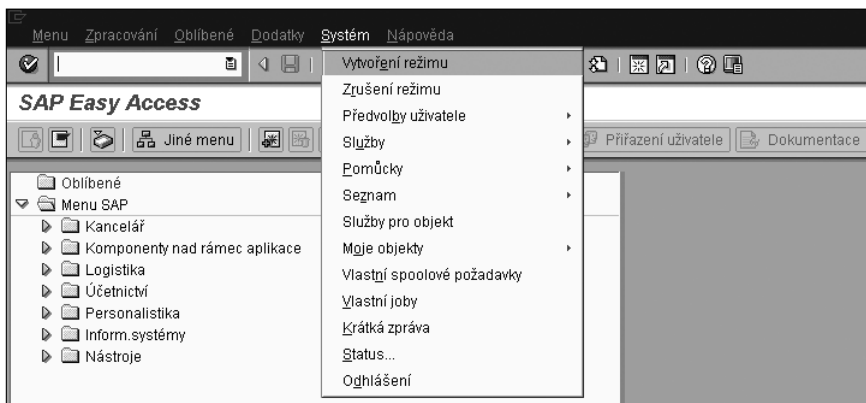 Menu Zpracování Oblíbené Dodatky Systém Nápověda
SAP Easy Access
Jiné menu
Přiřazení uživatele
Dokumentace
Vytvoření režimu
Zrušení režimu
Předvolby uživatele
Služby
Pomůcky
Seznam
Služby pro objekt
Moje objekty
Vlastní spoolové požadavky
Vlastní joby
Krátká zpráva
Status...
Odhlášení
Oblíbené
Menu SAP
Kancelář
Komponenty nad rámec aplikace
Logistika
Účetnictví
Personalistika
Inform.systémy
Nástroje